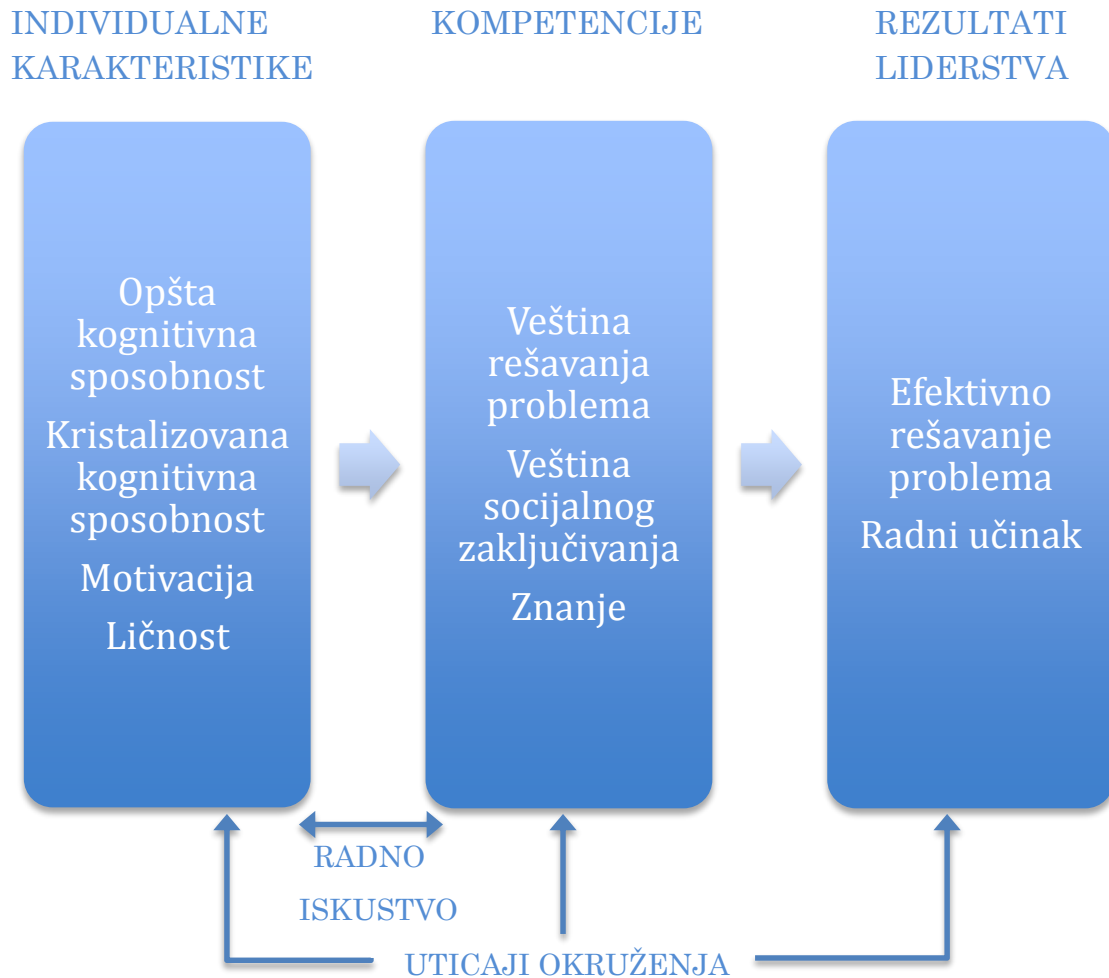 INDIVIDUALNE
KARAKTERISTIKE
KOMPETENCIJE
REZULTATI
LIDERSTVA
Opšta
kognitivna
sposobnost
Kristalizovana
kognitivna
sposobnost
Motivacija
Ličnost
Veština
rešavanja
problema
Veština
socijalnog
zaključivanja
Znanje
Efektivno
rešavanje
problema
Radni učinak
RADNO
ISKUSTVO
UTICAJI OKRUŽENJA